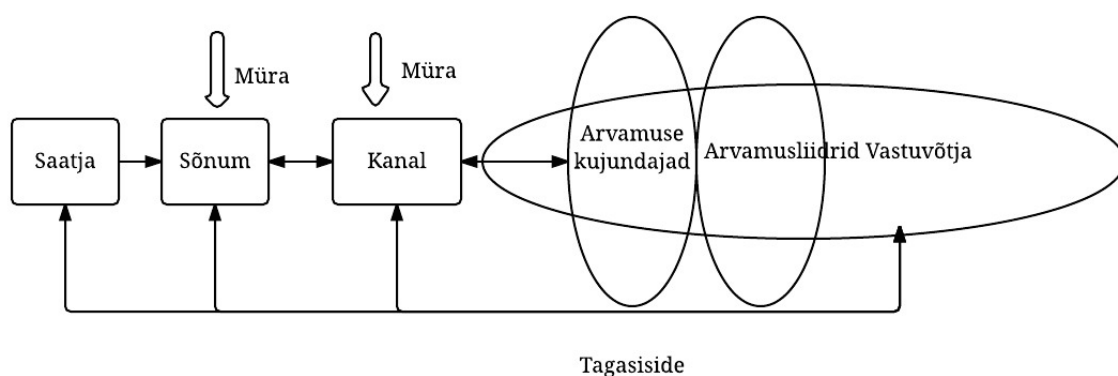 Müra
Müra
Saatja
Sõnum
Kanal
Arvamuse
kujundajad
Arvamusliidrid Vastuvõtja
Tagasiside